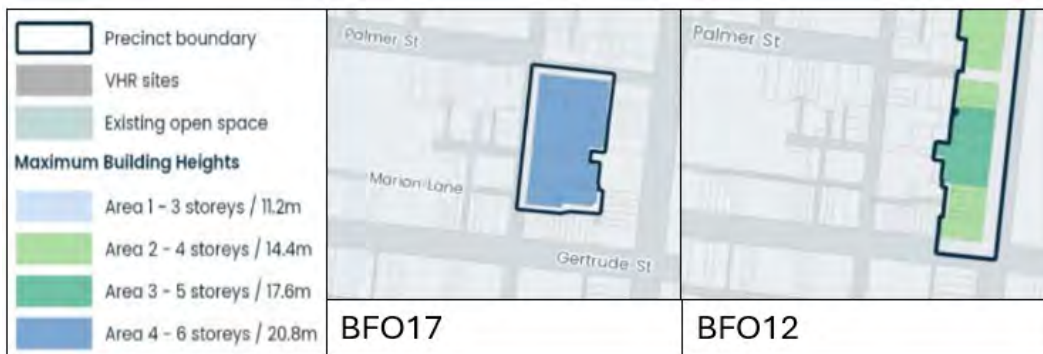 Precinct boundary
VHR sites
Existing open space
Maximum Building Heights
Area 1 - 3 storeys / 11.2m
Area 2 - 4 storeys / 14.4m
Area 3 - 5 storeys / 17.6m
Area 4 - 6 storeys / 20.8m
Palmer St
Marion Lane
Gertrude St
BFO17
Palmer St
BFO12